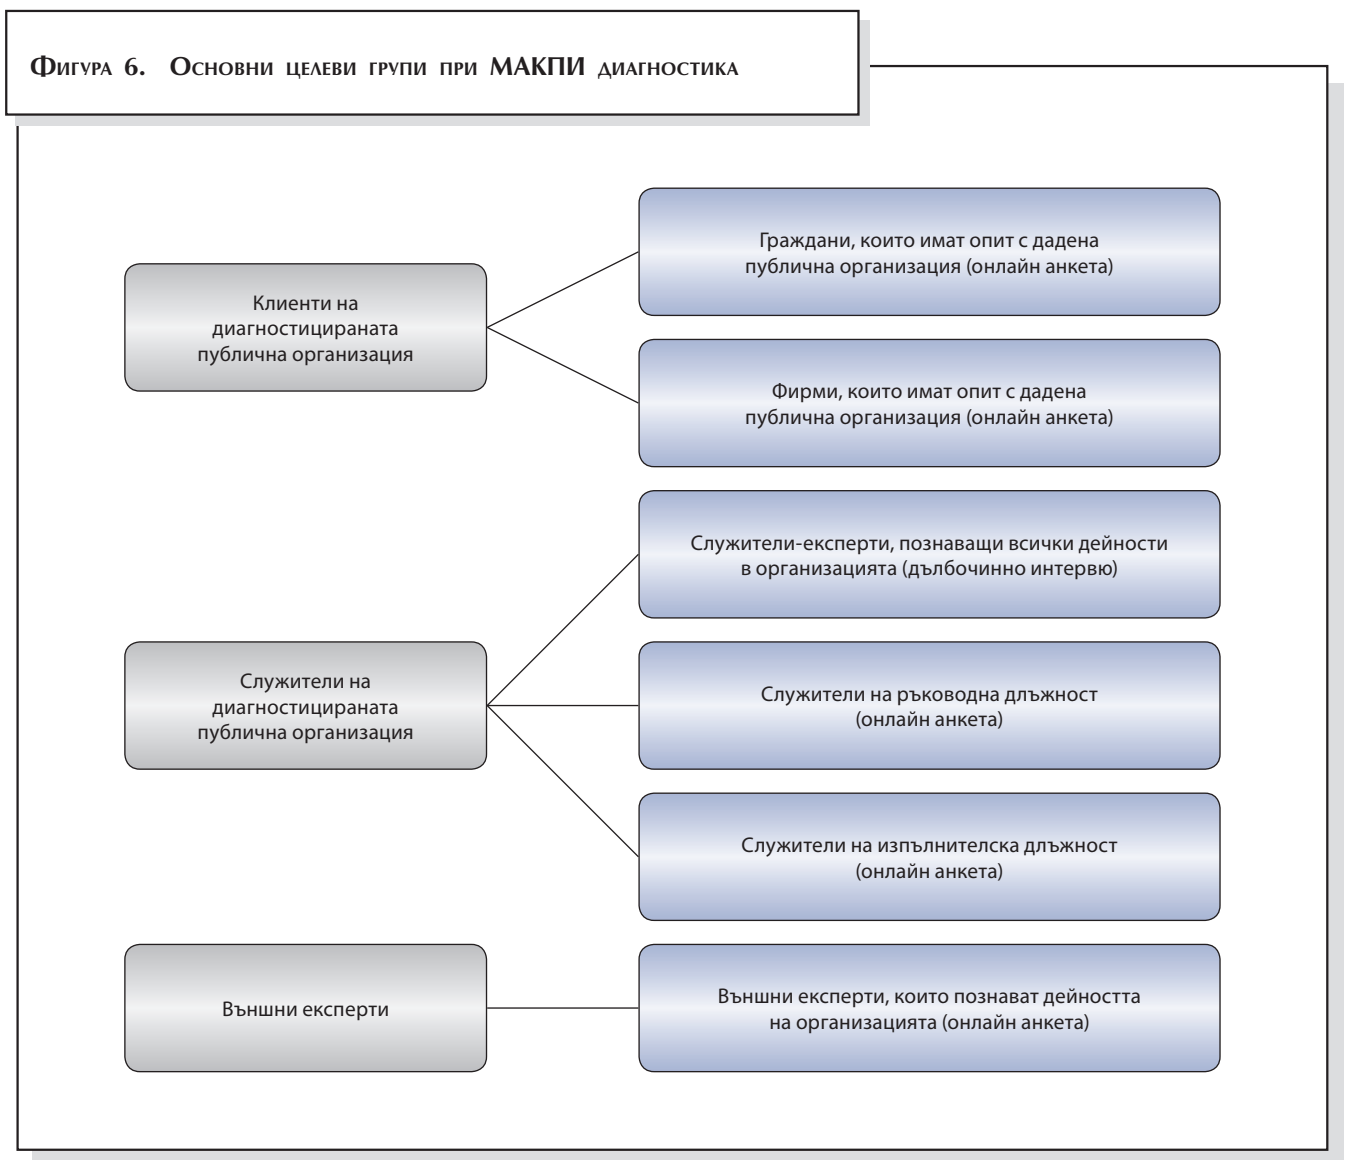 Фигура 6. Основни целеви групи при МАКПИ диагностика
Клиенти на
диагностицираната
публична организация
Граждани, които имат опит с дадена
публична организация (онлайн анкета)
Фирми, които имат опит с дадена
публична организация (онлайн анкета)
Служители на
диагностицираната
публична организация
Служители-експерти, познаващи всички дейности
в организацията (дълбочинно интервю)
Служители на ръководна длъжност
(онлайн анкета)
Служители на изпълнителска длъжност
(онлайн анкета)
Външни експерти
Външни експерти, които познават дейността
на организацията (онлайн анкета)